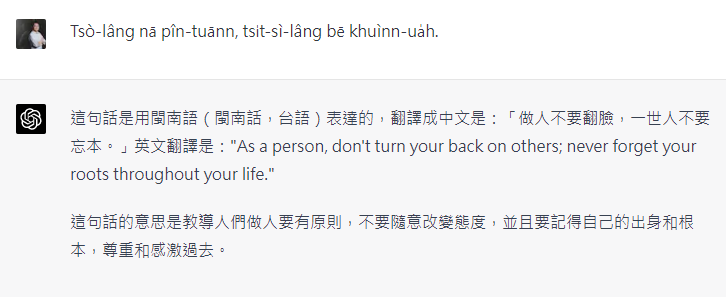 Tsò-lâng nā pîn-tuānn, tsit-sì-lâng bē khuìnn-ua̍h.
這句話是用閩南語（閩南話，台語）表達的，翻譯成中文是：「做人不要翻臉，一世人不要
忘本。」英文翻譯是："As a person, don't turn your back on others; never forget your
roots throughout your life."
這句話的意思是教導人們做人要有原則，不要隨意改變態度，並且要記得自己的出身和根
本，尊重和感激過去。